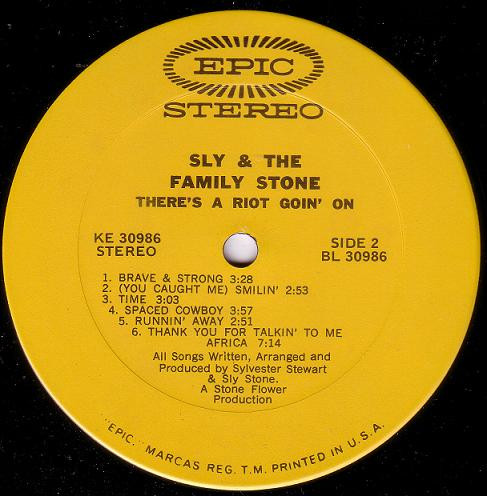 EPIC
STEREO
SLY & THE
FAMILY STONE
THERE'S A RIOT GOIN' ON
KE 30986
STEREO
SIDE 2
BL 30986
1. BRAVE & STRONG 3:28
2. (YOU CAUGHT ME) SMILIN' 2:53
3. TIME 3:03
4. SPACED COWBOY 3:57
5. RUNNIN' AWAY 2:51
6. THANK YOU FOR TALKIN' TO ME
AFRICA 7:14
All Songs Written, Arranged and
Produced by Sylvester Stewart
& Sly Stone.
A Stone Flower
Production
"EPIC," MARCAS REG. T.M. PRINTED IN U.S.A.